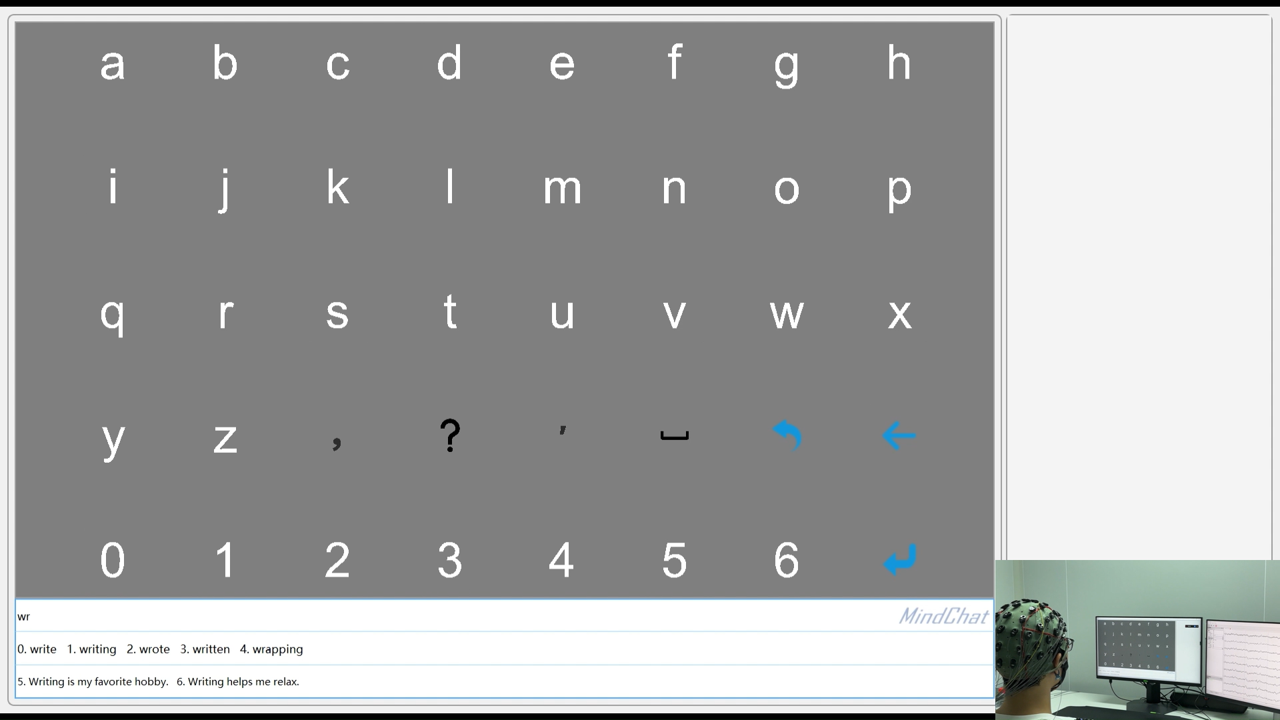 a b c d e f g h
i j k l m n o p
q r s t u v w x
y z , ? ' ⎵
0 1 2 3 4 5 6
wr
MindChat
0. write 1. writing 2. wrote 3. written 4. wrapping
5. Writing is my favorite hobby. 6. Writing helps me relax.